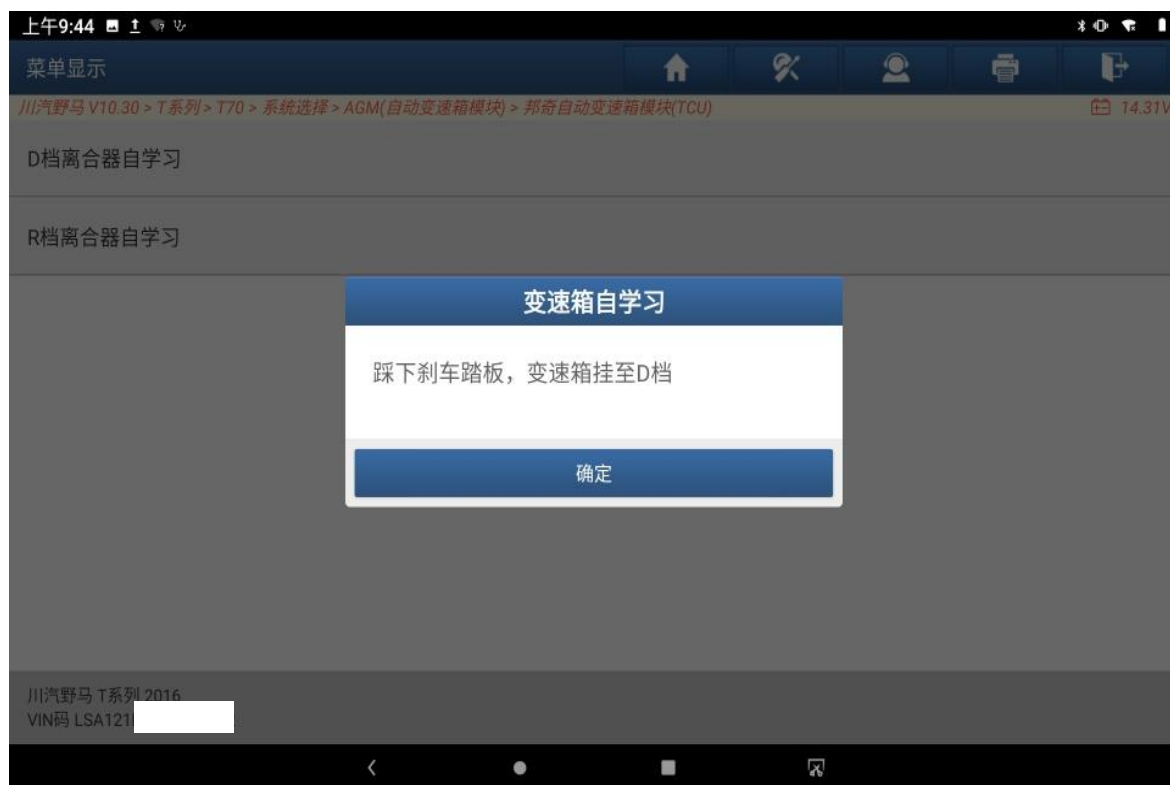 上午9:44
菜单显示
川汽野马 V10.30 > T系列 > T70 > 系统选择 > AGM(自动变速箱模块) > 邦奇自动变速箱模块(TCU) 14.31V
D档离合器自学习
R档离合器自学习
变速箱自学习
踩下刹车踏板，变速箱挂至D档
确定
川汽野马 T系列 2016
VIN码 LSA121